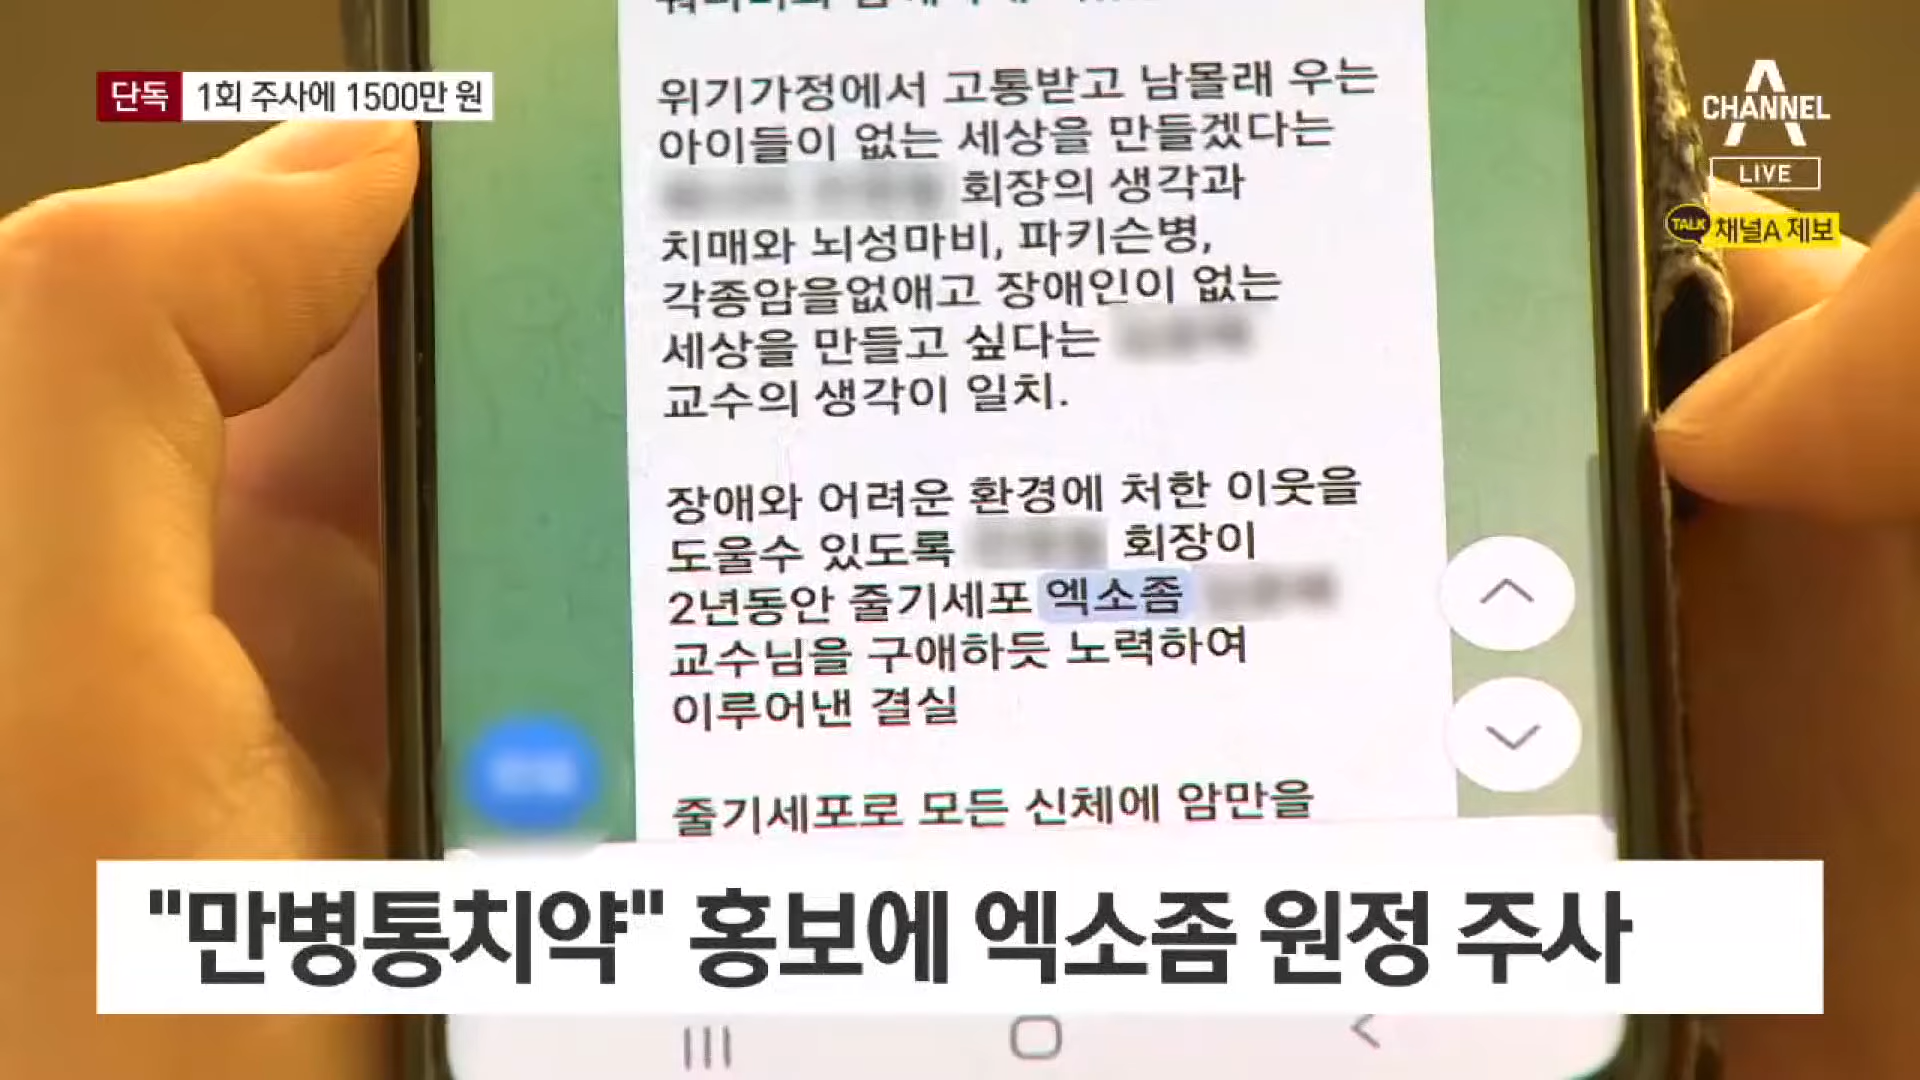 단독 1회 주사에 1500만 원
CHANNEL A
LIVE
TALK 채널A 제보
위기가정에서 고통받고 남몰래 우는
아이들이 없는 세상을 만들겠다는
회장의 생각과
치매와 뇌성마비, 파키슨병,
각종암을없애고 장애인이 없는
세상을 만들고 싶다는
교수의 생각이 일치.
장애와 어려운 환경에 처한 이웃을
도울수 있도록 회장이
2년동안 줄기세포 엑소좀
교수님을 구애하듯 노력하여
이루어낸 결실
줄기세포로 모든 신체에 암만을
"만병통치약" 홍보에 엑소좀 원정 주사